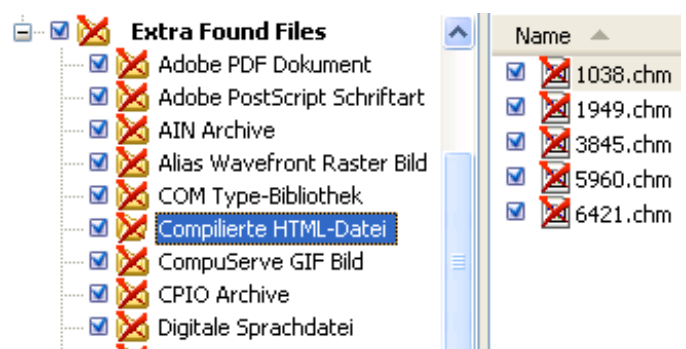 Extra Found Files
Adobe PDF Dokument
Adobe PostScript Schriftart
AIN Archive
Alias Wavefront Raster Bild
COM Type-Bibliothek
Compilierte HTML-Datei
CompuServe GIF Bild
CPIO Archive
Digitale Sprachdatei
Name
1038.chm
1949.chm
3845.chm
5960.chm
6421.chm